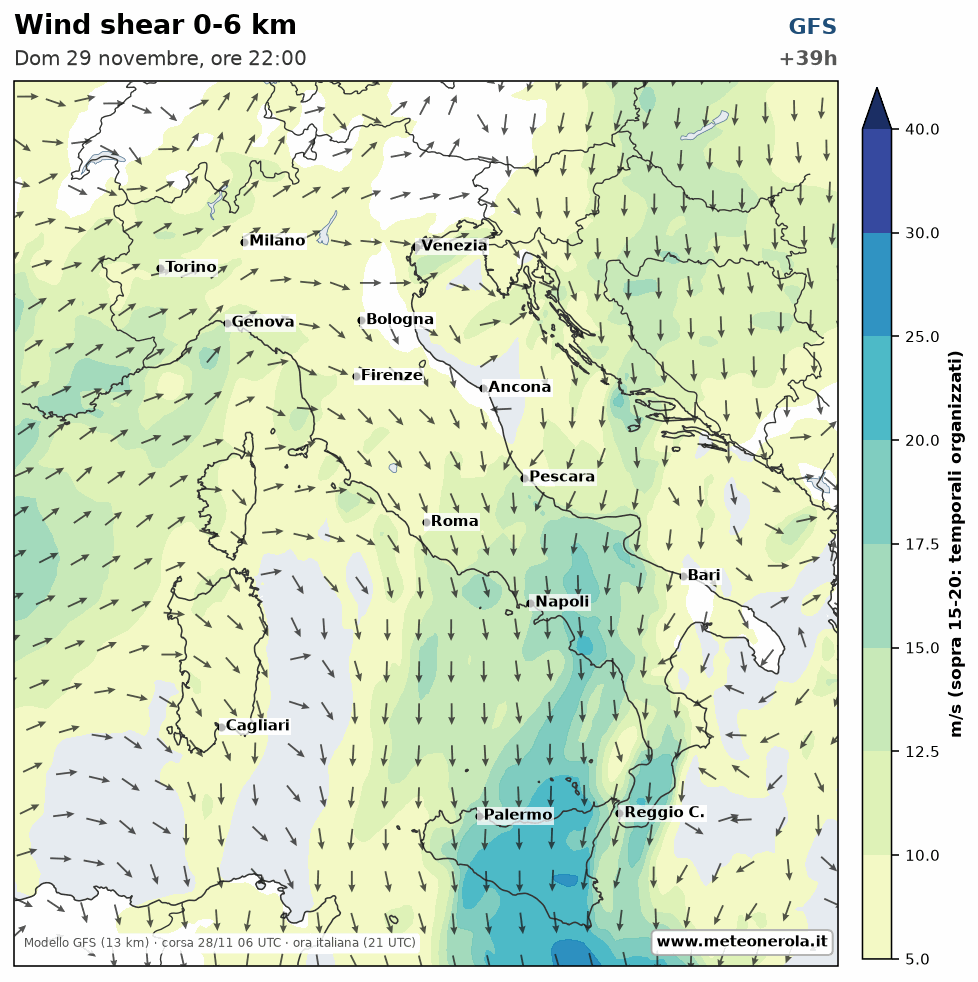 Wind shear 0-6 km
GFS
Dom 29 novembre, ore 22:00
+39h
Milano
Venezia
Torino
Bologna
Genova
Firenze
Ancona
Pescara
Roma
Bari
Napoli
Cagliari
Palermo
Reggio C.
Modello GFS (13 km) · corsa 28/11 06 UTC · ora italiana (21 UTC)
www.meteonerola.it
40.0
30.0
25.0
20.0
17.5
15.0
12.5
10.0
5.0
m/s (sopra 15-20: temporali organizzati)